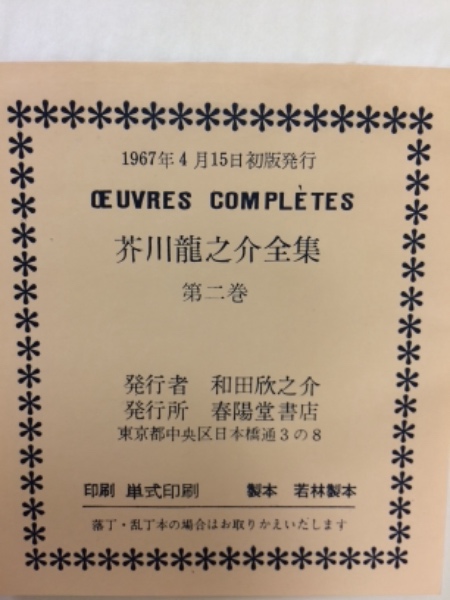 1967年4月15日初版発行
ŒUVRES COMPLÈTES
芥川龍之介全集
第二巻
発行者 和田欣之介
発行所 春陽堂書店
東京都中央区日本橋通3の8
印刷 単式印刷 製本 若林製本
落丁・乱丁本の場合はお取りかえいたします